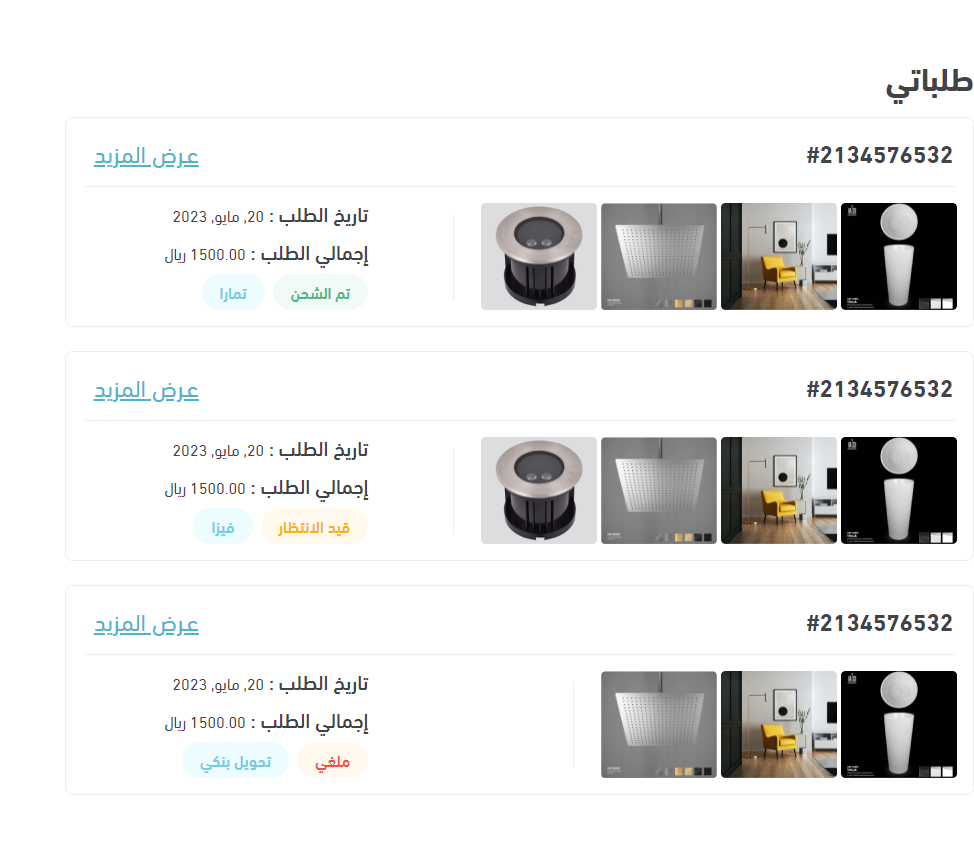 طلباتي
#2134576532
عرض المزيد
تاريخ الطلب : 20, مايو, 2023
إجمالي الطلب : 1500.00 ريال
تم الشحن
تمارا
#2134576532
عرض المزيد
تاريخ الطلب : 20, مايو, 2023
إجمالي الطلب : 1500.00 ريال
قيد الانتظار
فيزا
#2134576532
عرض المزيد
تاريخ الطلب : 20, مايو, 2023
إجمالي الطلب : 1500.00 ريال
ملغي
تحويل بنكي